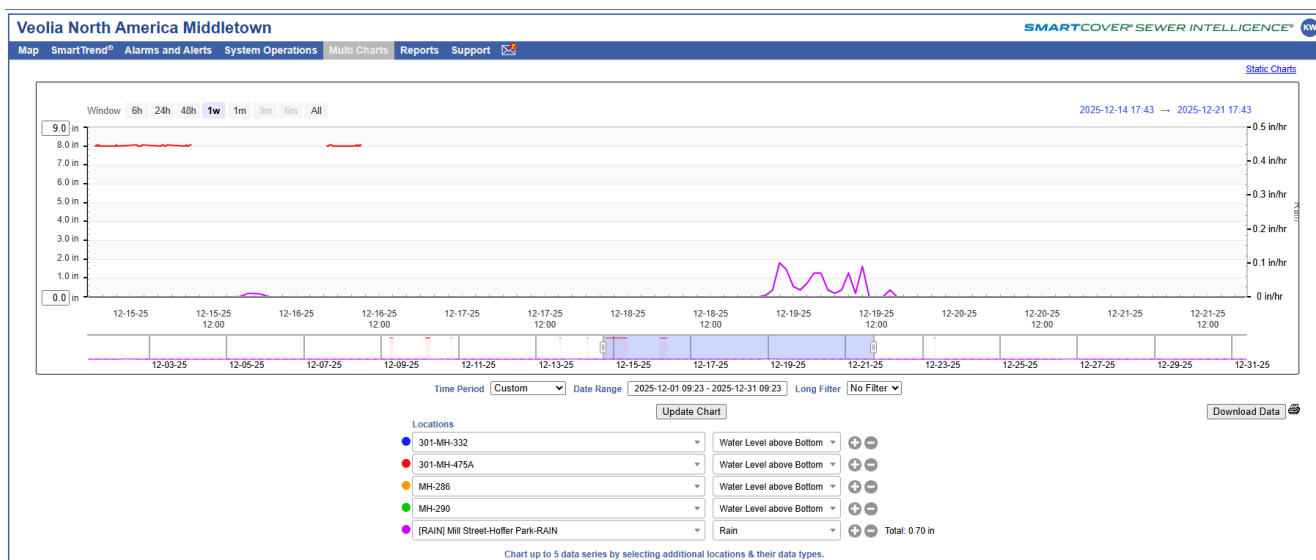 Veolia North America Middletown
SMARTCOVER® SEWER INTELLIGENCE® KW
Map SmartTrend® Alarms and Alerts System Operations Multi Charts Reports Support
Static Charts
Window 6h 24h 48h 1w 1m 3m 6m All 2025-12-14 17:43 → 2025-12-21 17:43
9.0 in 0.5 in/hr
8.0 in
7.0 in 0.4 in/hr
6.0 in
5.0 in 0.3 in/hr
4.0 in
3.0 in 0.2 in/hr
2.0 in
1.0 in 0.1 in/hr
0.0 in 0 in/hr
Rain
12-15-25 12-15-25 12:00 12-16-25 12-16-25 12:00 12-17-25 12-17-25 12:00 12-18-25 12-18-25 12:00 12-19-25 12-19-25 12:00 12-20-25 12-20-25 12:00 12-21-25 12-21-25 12:00
12-03-25 12-05-25 12-07-25 12-09-25 12-11-25 12-13-25 12-15-25 12-17-25 12-19-25 12-21-25 12-23-25 12-25-25 12-27-25 12-29-25 12-31-25
Time Period Custom Date Range 2025-12-01 09:23 - 2025-12-31 09:23 Long Filter No Filter
Update Chart Download Data
Locations
301-MH-332 Water Level above Bottom
301-MH-475A Water Level above Bottom
MH-286 Water Level above Bottom
MH-290 Water Level above Bottom
[RAIN] Mill Street-Hoffer Park-RAIN Rain Total: 0.70 in
Chart up to 5 data series by selecting additional locations & their data types.